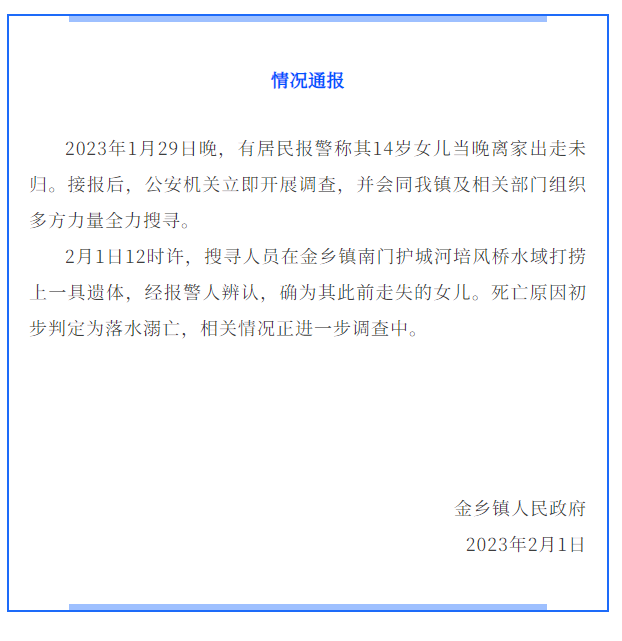 情况通报
2023年1月29日晚，有居民报警称其14岁女儿当晚离家出走未
归。接报后，公安机关立即开展调查，并会同我镇及相关部门组织
多方力量全力搜寻。
2月1日12时许，搜寻人员在金乡镇南门护城河培风桥水域打捞
上一具遗体，经报警人辨认，确为其此前走失的女儿。死亡原因初
步判定为落水溺亡，相关情况正进一步调查中。
金乡镇人民政府
2023年2月1日